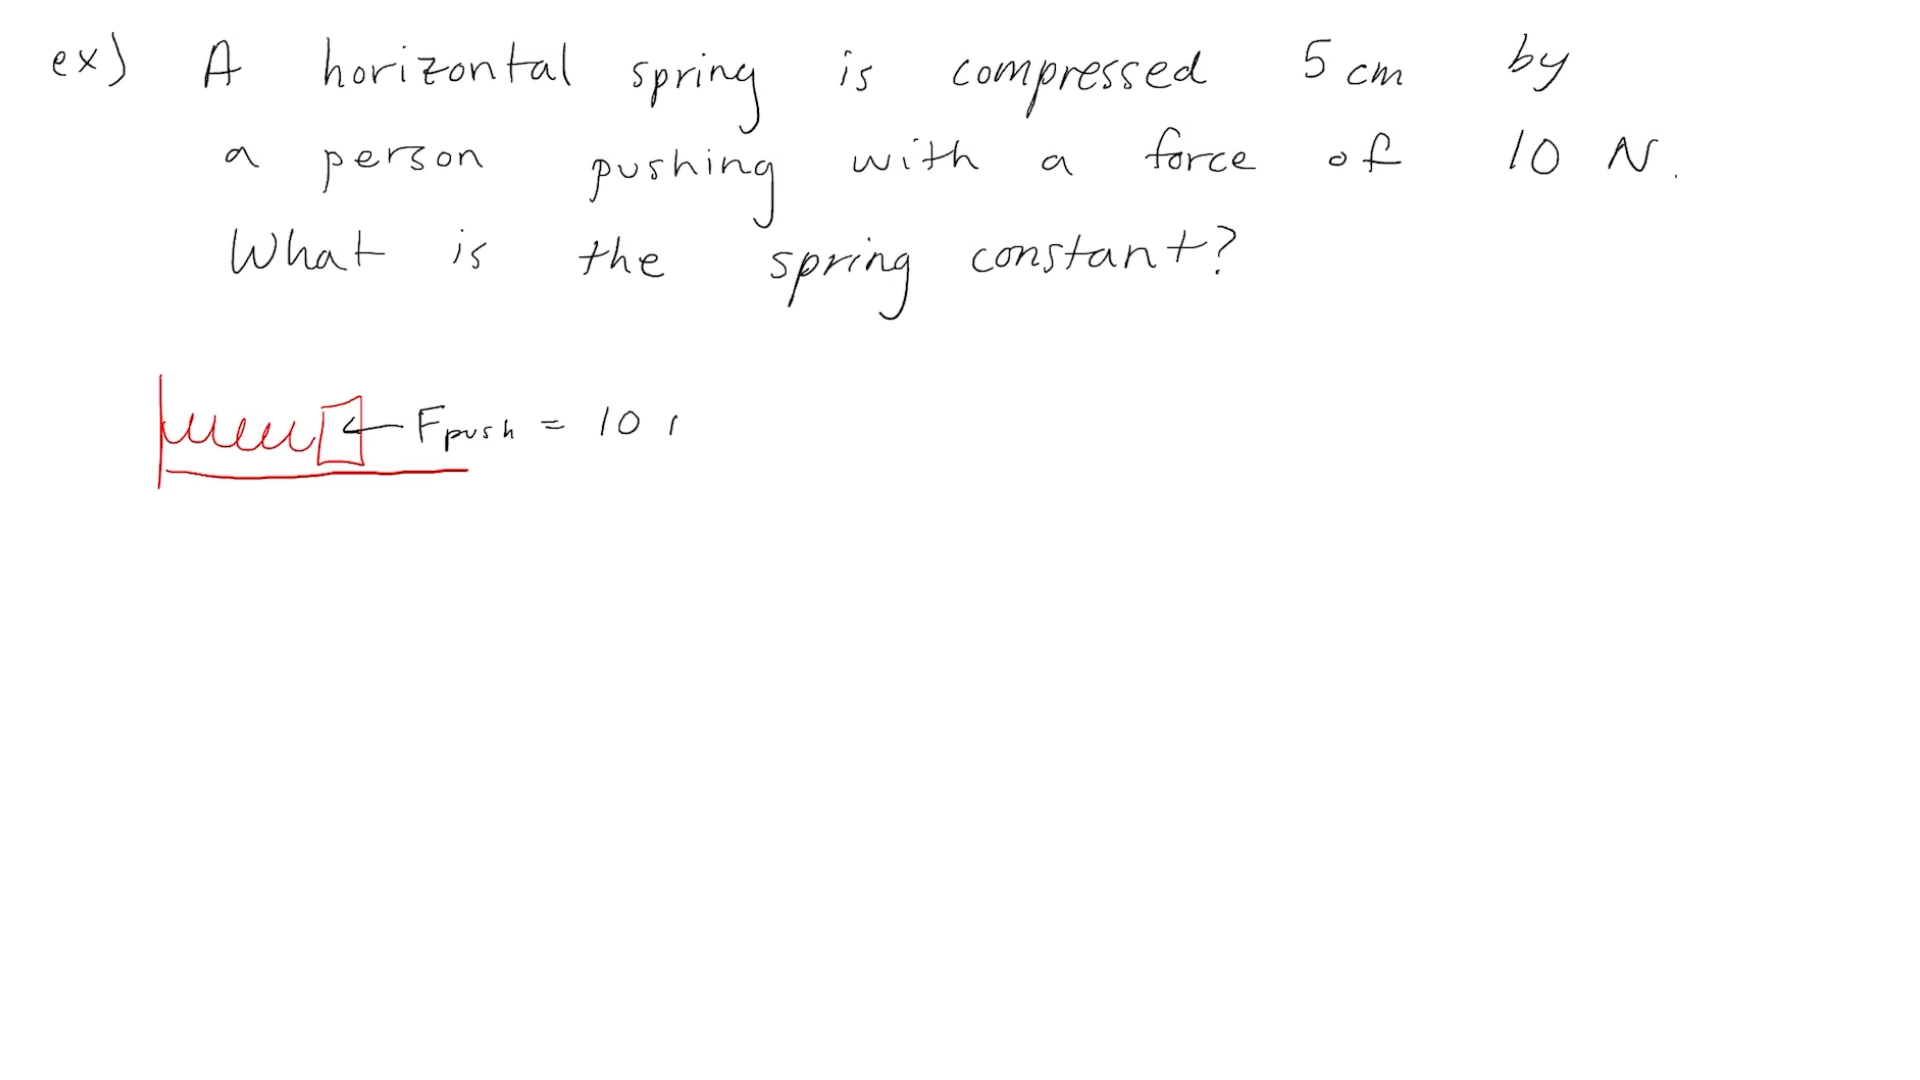 ex) A horizontal spring is compressed 5 cm by
a person pushing with a force of 10 N.
What is the spring constant?
Fpush = 10